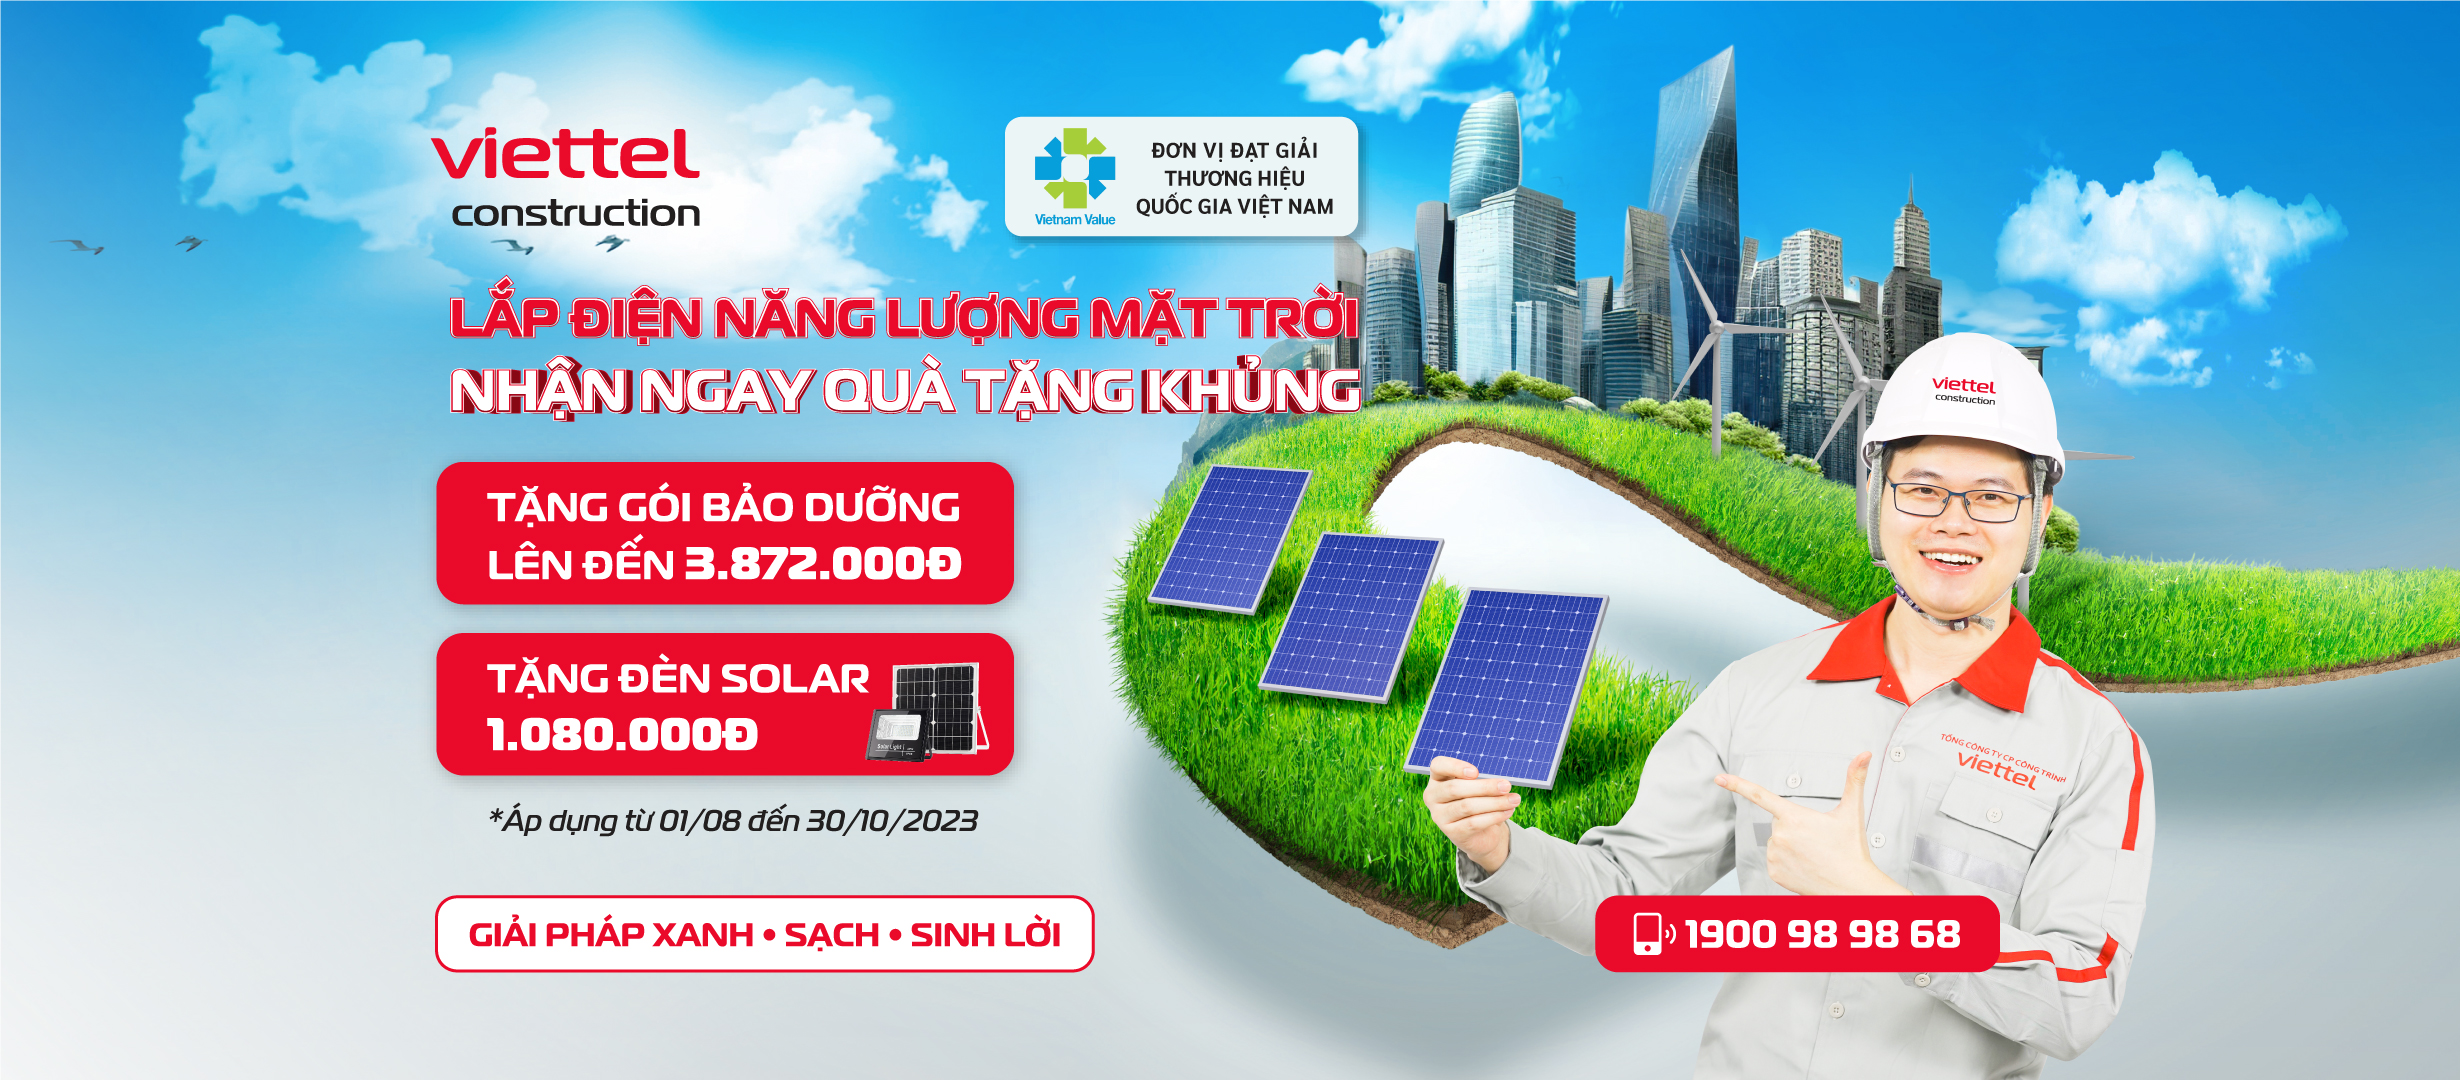 viettel
construction
Vietnam Value
ĐƠN VỊ ĐẠT GIẢI
THƯƠNG HIỆU
QUỐC GIA VIỆT NAM
LẮP ĐIỆN NĂNG LƯỢNG MẶT TRỜI
NHẬN NGAY QUÀ TẶNG KHỦNG
TẶNG GÓI BẢO DƯỠNG
LÊN ĐẾN 3.872.000Đ
TẶNG ĐÈN SOLAR
1.080.000Đ
Solar Light
*Áp dụng từ 01/08 đến 30/10/2023
GIẢI PHÁP XANH • SẠCH • SINH LỜI
viettel
construction
TỔNG CÔNG TY CP CÔNG TRÌNH
viettel
1900 98 98 68